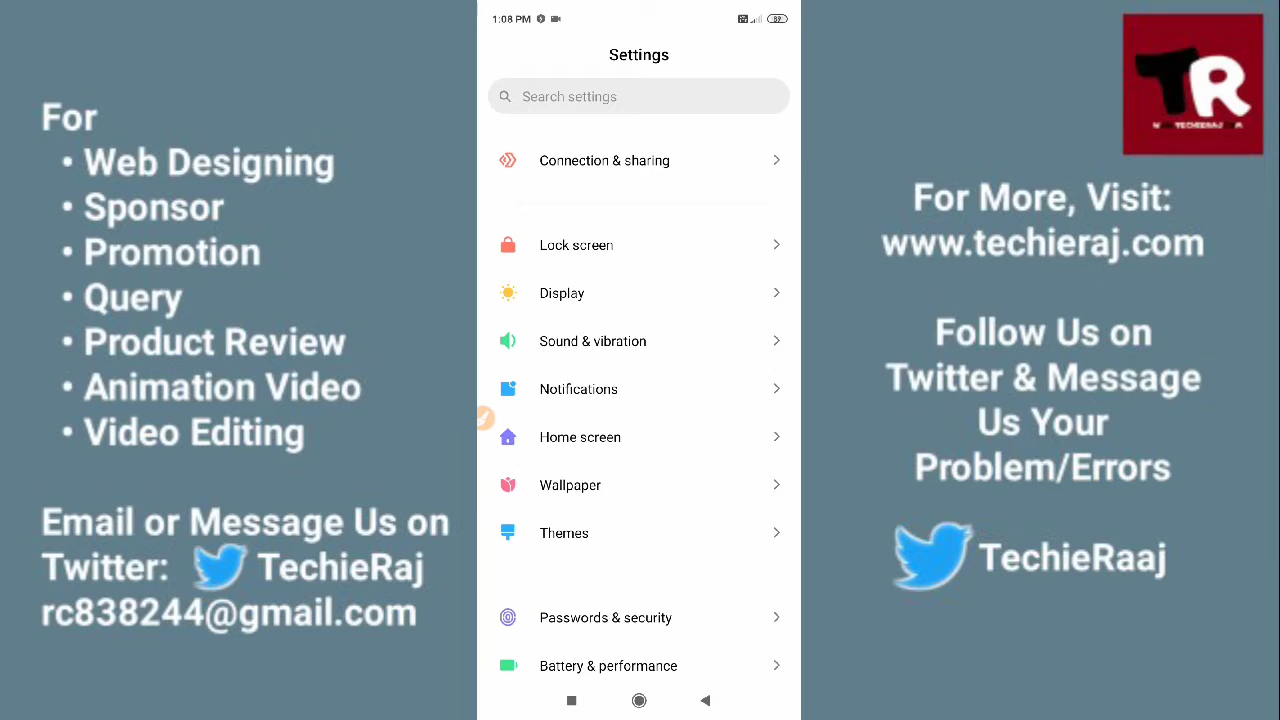 For
• Web Designing
• Sponsor
• Promotion
• Query
• Product Review
• Animation Video
• Video Editing
Email or Message Us on
Twitter: TechieRaj
rc838244@gmail.com
1:08 PM
89
Settings
Search settings
Connection & sharing
Lock screen
Display
Sound & vibration
Notifications
Home screen
Wallpaper
Themes
Passwords & security
Battery & performance
TR
For More, Visit:
www.techieraj.com
Follow Us on
Twitter & Message
Us Your
Problem/Errors
TechieRaaj